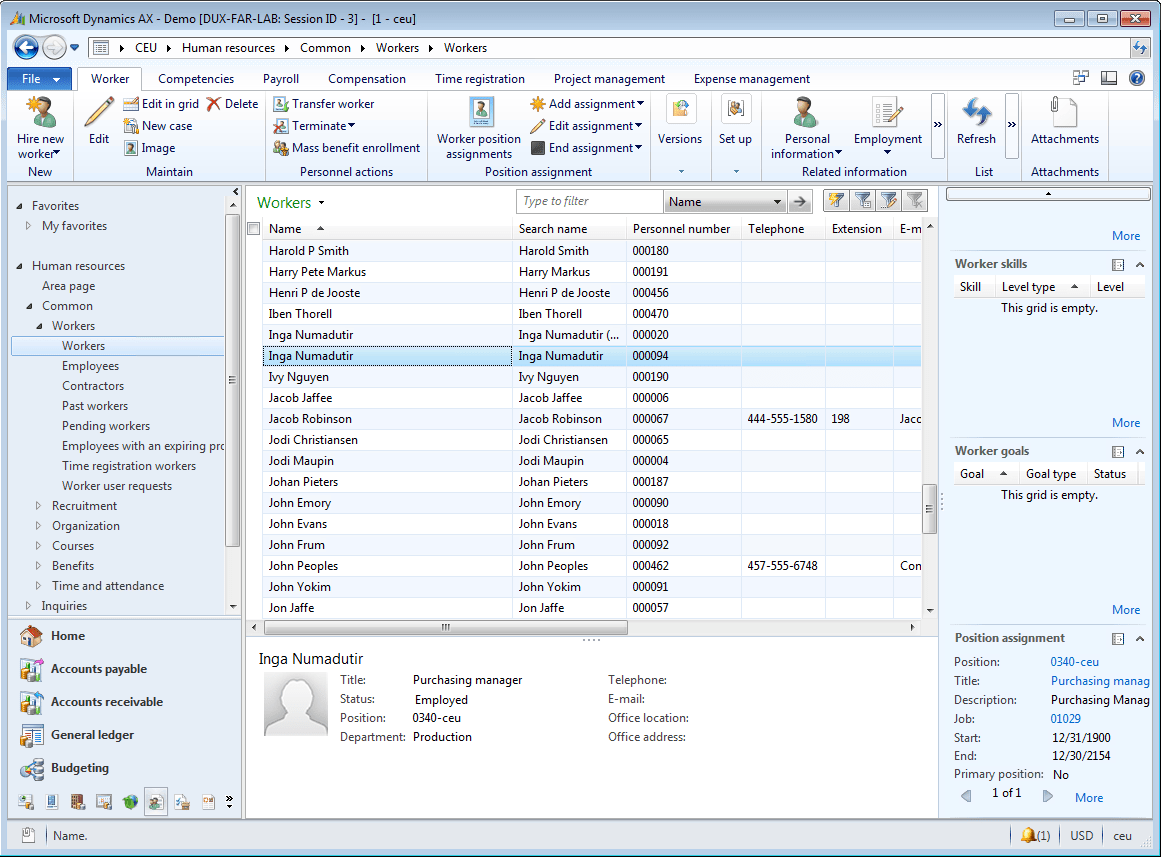 Microsoft Dynamics AX - Demo [DUX-FAR-LAB: Session ID - 3] - [1 - ceu]
CEU Human resources Common Workers Workers
File Worker Competencies Payroll Compensation Time registration Project management Expense management
Hire new worker
New
Edit
Edit in grid Delete
New case
Image
Maintain
Transfer worker
Terminate
Mass benefit enrollment
Personnel actions
Worker position assignments
Add assignment
Edit assignment
End assignment
Position assignment
Versions
Set up
Personal information
Employment
Related information
Refresh
List
Attachments
Attachments
Favorites
My favorites
Human resources
Area page
Common
Workers
Workers
Employees
Contractors
Past workers
Pending workers
Employees with an expiring pro
Time registration workers
Worker user requests
Recruitment
Organization
Courses
Benefits
Time and attendance
Inquiries
Home
Accounts payable
Accounts receivable
General ledger
Budgeting
Workers Type to filter Name
Name Search name Personnel number Telephone Extension E-m
Harold P Smith Harold Smith 000180
Harry Pete Markus Harry Markus 000191
Henri P de Jooste Henri P de Jooste 000456
Iben Thorell Iben Thorell 000470
Inga Numadutir Inga Numadutir (... 000020
Inga Numadutir Inga Numadutir 000094
Ivy Nguyen Ivy Nguyen 000190
Jacob Jaffee Jacob Jaffee 000006
Jacob Robinson Jacob Robinson 000067 444-555-1580 198 Jacc
Jodi Christiansen Jodi Christiansen 000065
Jodi Maupin Jodi Maupin 000004
Johan Pieters Johan Pieters 000187
John Emory John Emory 000090
John Evans John Evans 000018
John Frum John Frum 000092
John Peoples John Peoples 000462 457-555-6748 Con
John Yokim John Yokim 000091
Jon Jaffe Jon Jaffe 000057
Inga Numadutir
Title: Purchasing manager Telephone:
Status: Employed E-mail:
Position: 0340-ceu Office location:
Department: Production Office address:
More
Worker skills
Skill Level type Level
This grid is empty.
More
Worker goals
Goal Goal type Status
This grid is empty.
More
Position assignment
Position: 0340-ceu
Title: Purchasing manag
Description: Purchasing Manag
Job: 01029
Start: 12/31/1900
End: 12/30/2154
Primary position: No
1 of 1 More
Name. (1) USD ceu